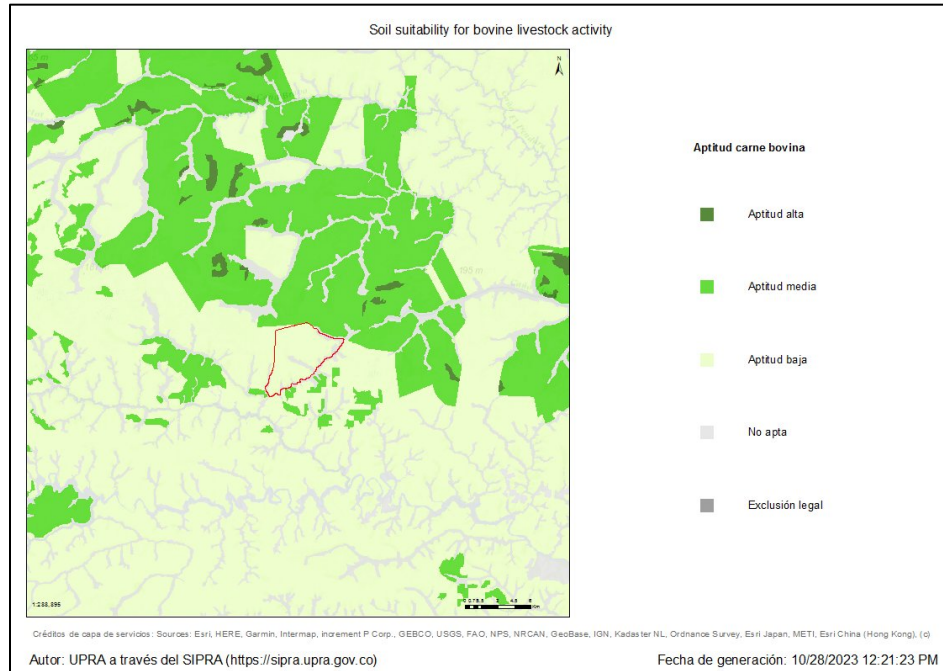 Soil suitability for bovine livestock activity
N
Aptitud carne bovina
Aptitud alta
Aptitud media
Aptitud baja
No apta
Exclusión legal
Créditos de capa de servicios: Sources: Esri, HERE, Garmin, Intermap, increment P Corp., GEBCO, USGS, FAO, NPS, NRCAN, GeoBase, IGN, Kadaster NL, Ordnance Survey, Esri Japan, METI, Esri China (Hong Kong), (c)
Autor: UPRA a través del SIPRA (https://sipra.upra.gov.co)
Fecha de generación: 10/28/2023 12:21:23 PM